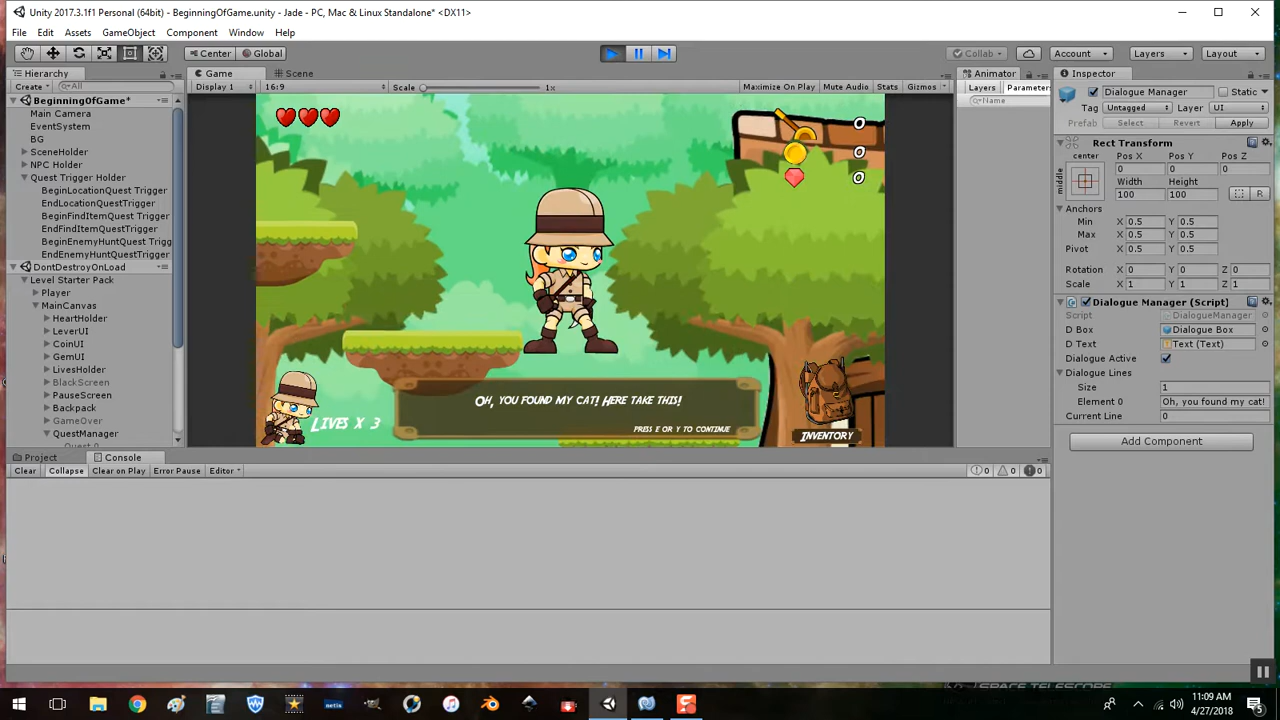 Unity 2017.3.1f1 Personal (64bit) - BeginningOfGame.unity - Jade - PC, Mac & Linux Standalone* <DX11>
File Edit Assets GameObject Component Window Help
Center Global Collab Account Layers Layout
Hierarchy Game Scene Animator Inspector
Create All Display 1 16:9 Scale 1x Maximize On Play Mute Audio Stats Gizmos Layers Parameter Dialogue Manager Static
BeginningOfGame*
Name
Tag Untagged Layer UI
Main Camera
Prefab Select Revert Apply
EventSystem
BG
SceneHolder
NPC Holder
Quest Trigger Holder
BeginLocationQuest Trigger
EndLocationQuestTrigger
BeginFindItemQuest Trigger
EndFindItemQuestTrigger
BeginEnemyHuntQuest Trigg
EndEnemyHuntQuestTrigger
DontDestroyOnLoad
Level Starter Pack
Player
MainCanvas
HeartHolder
LeverUI
CoinUI
GemUI
LivesHolder
BlackScreen
PauseScreen
Backpack
GameOver
QuestManager
0
0
0
Oh, you found my cat! Here take this!
press E or Y to continue
Lives x 3
Inventory
Rect Transform
center Pos X Pos Y Pos Z
middle 0 0 0
Width Height
100 100 R
Anchors
Min X 0.5 Y 0.5
Max X 0.5 Y 0.5
Pivot X 0.5 Y 0.5
Rotation X 0 Y 0 Z 0
Scale X 1 Y 1 Z 1
Dialogue Manager (Script)
Script DialogueManager
D Box Dialogue Box
D Text Text (Text)
Dialogue Active
Dialogue Lines
Size 1
Element 0 Oh, you found my cat!
Current Line 0
Add Component
Project Console
Clear Collapse Clear on Play Error Pause Editor 0 0 0
netis
SPACE TELESCOPE
11:09 AM
4/27/2018
5